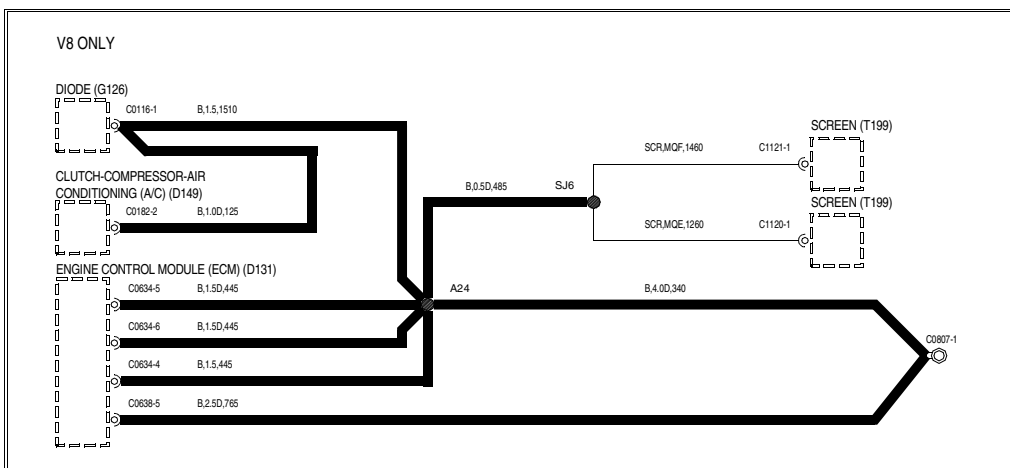 V8 ONLY
DIODE (G126)
C0116-1 B,1.5,1510
SCREEN (T199)
SCR,MQF,1460 C1121-1
CLUTCH-COMPRESSOR-AIR
CONDITIONING (A/C) (D149)
B,0.5D,485 SJ6
SCREEN (T199)
C0182-2 B,1.0D,125
SCR,MQE,1260 C1120-1
ENGINE CONTROL MODULE (ECM) (D131)
C0634-5 B,1.5D,445 A24 B,4.0D,340
C0634-6 B,1.5D,445
C0807-1
C0634-4 B,1.5,445
C0638-5 B,2.5D,765